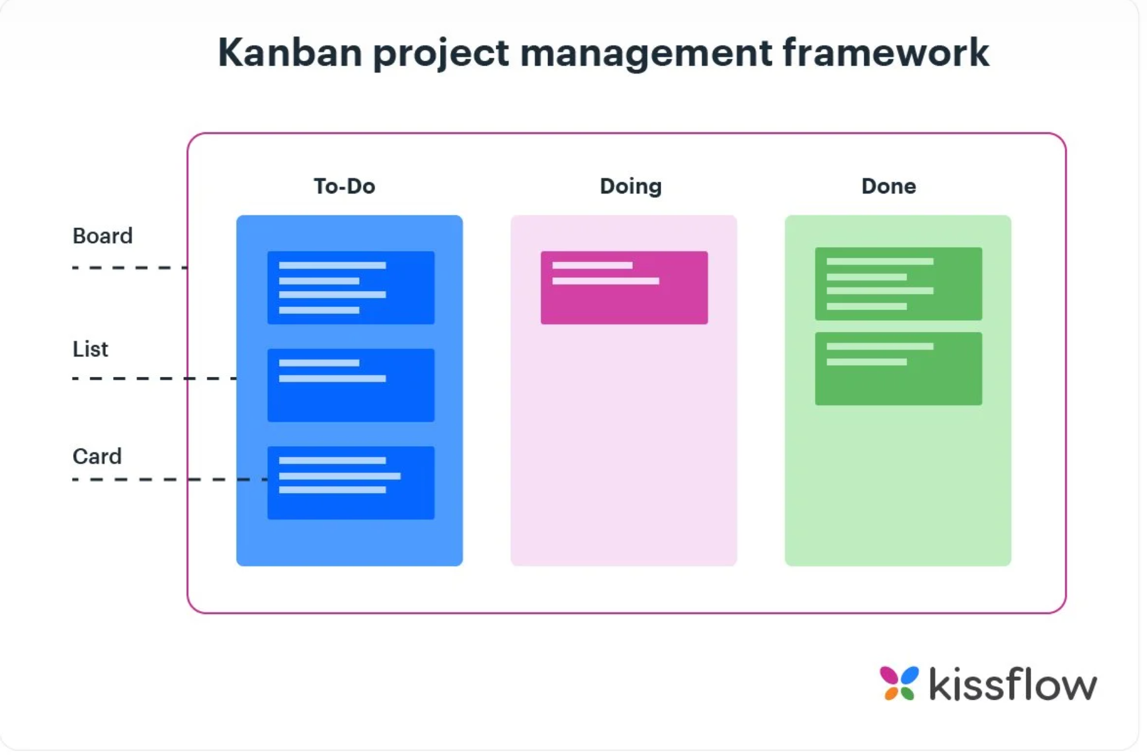 Kanban project management framework
To-Do
Doing
Done
Board
List
Card
kissflow